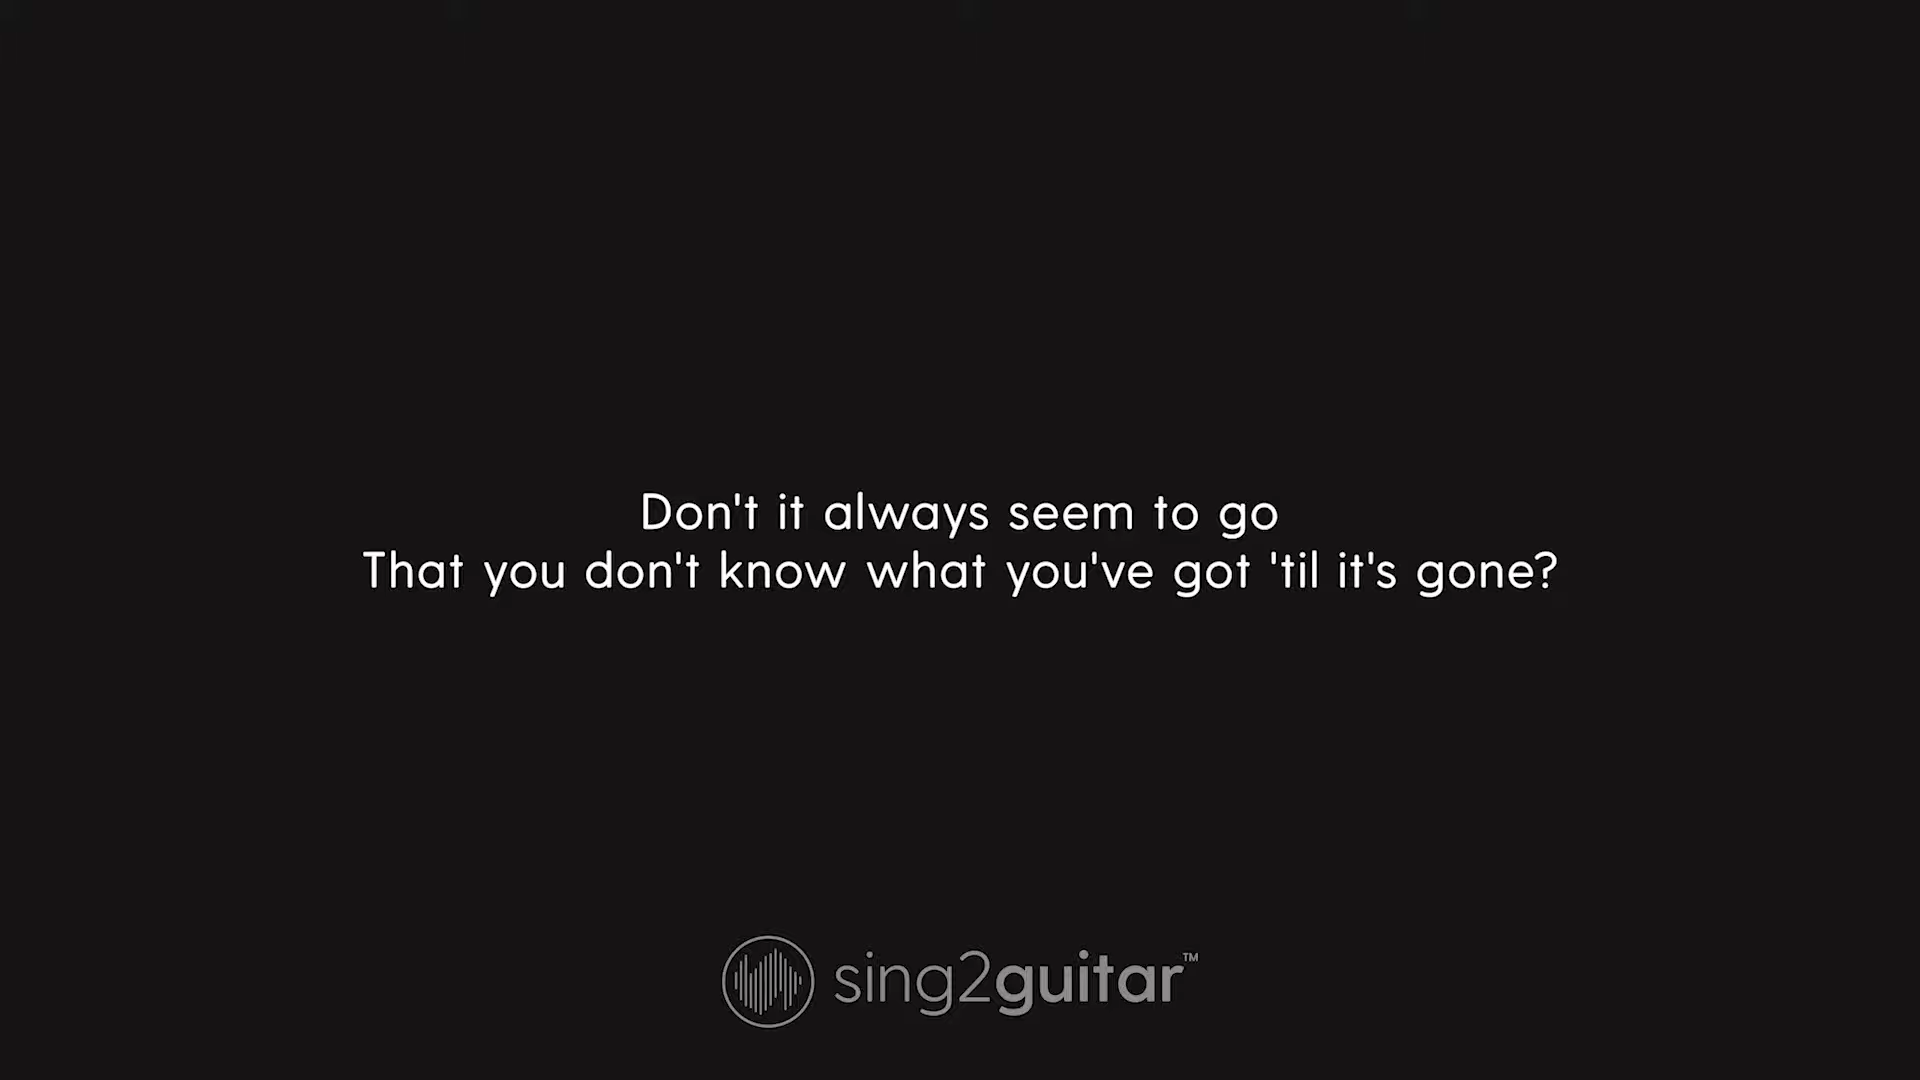 Don't it always seem to go
That you don't know what you've got 'til it's gone?
sing2guitar™